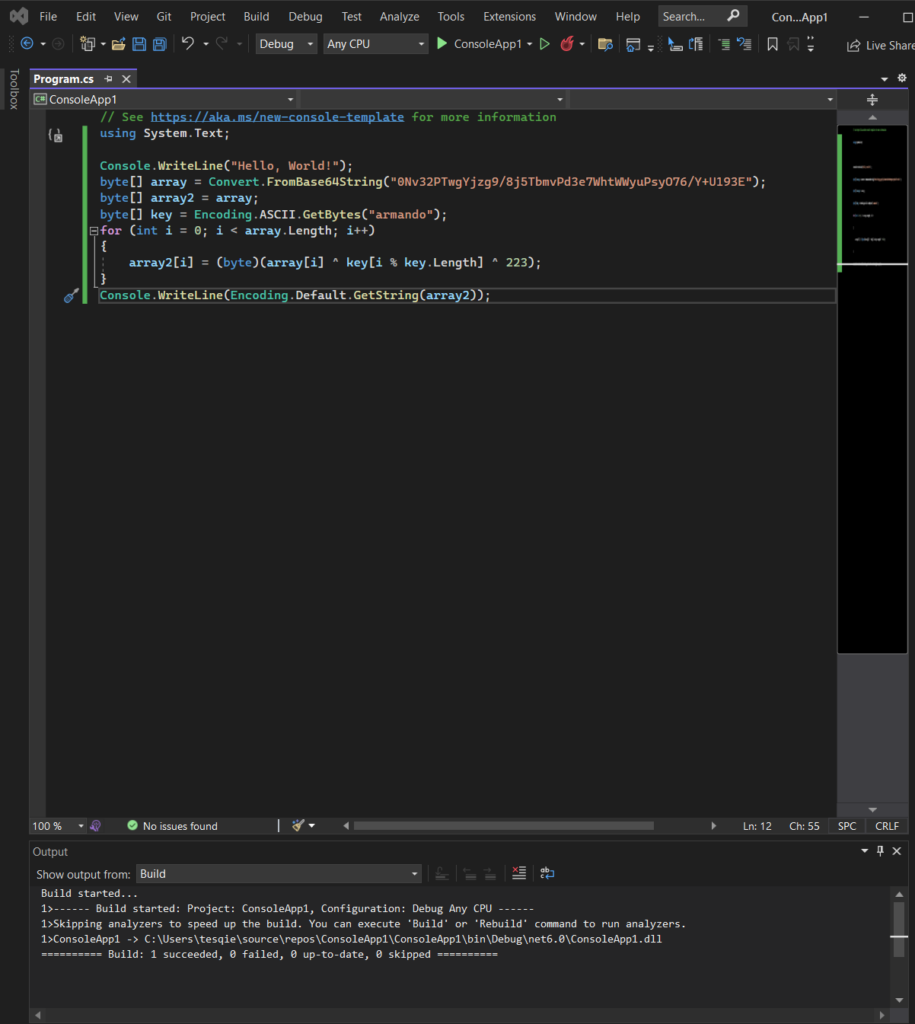 File Edit View Git Project Build Debug Test Analyze Tools Extensions Window Help Search... Con...App1
Debug Any CPU ConsoleApp1 Live Share
Toolbox
Program.cs
C# ConsoleApp1
// See https://aka.ms/new-console-template for more information
using System.Text;
Console.WriteLine("Hello, World!");
byte[] array = Convert.FromBase64String("0Nv32PTwgYjzg9/8j5TbmvPd3e7WhtWWyuPsyO76/Y+U193E");
byte[] array2 = array;
byte[] key = Encoding.ASCII.GetBytes("armando");
for (int i = 0; i < array.Length; i++)
{
array2[i] = (byte)(array[i] ^ key[i % key.Length] ^ 223);
}
Console.WriteLine(Encoding.Default.GetString(array2));
100 % No issues found Ln: 12 Ch: 55 SPC CRLF
Output
Show output from: Build
Build started...
1>------ Build started: Project: ConsoleApp1, Configuration: Debug Any CPU ------
1>Skipping analyzers to speed up the build. You can execute 'Build' or 'Rebuild' command to run analyzers.
1>ConsoleApp1 -> C:\Users\tesqie\source\repos\ConsoleApp1\ConsoleApp1\bin\Debug\net6.0\ConsoleApp1.dll
========== Build: 1 succeeded, 0 failed, 0 up-to-date, 0 skipped ==========